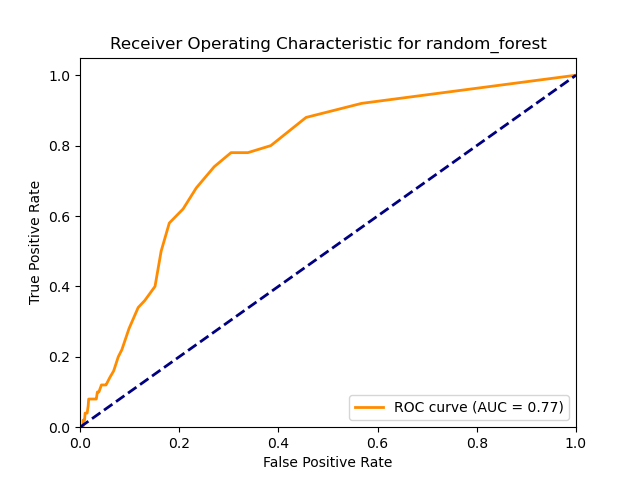 Receiver Operating Characteristic for random_forest
1.0
0.8
0.6
0.4
0.2
0.0
True Positive Rate
ROC curve (AUC = 0.77)
0.0 0.2 0.4 0.6 0.8 1.0
False Positive Rate